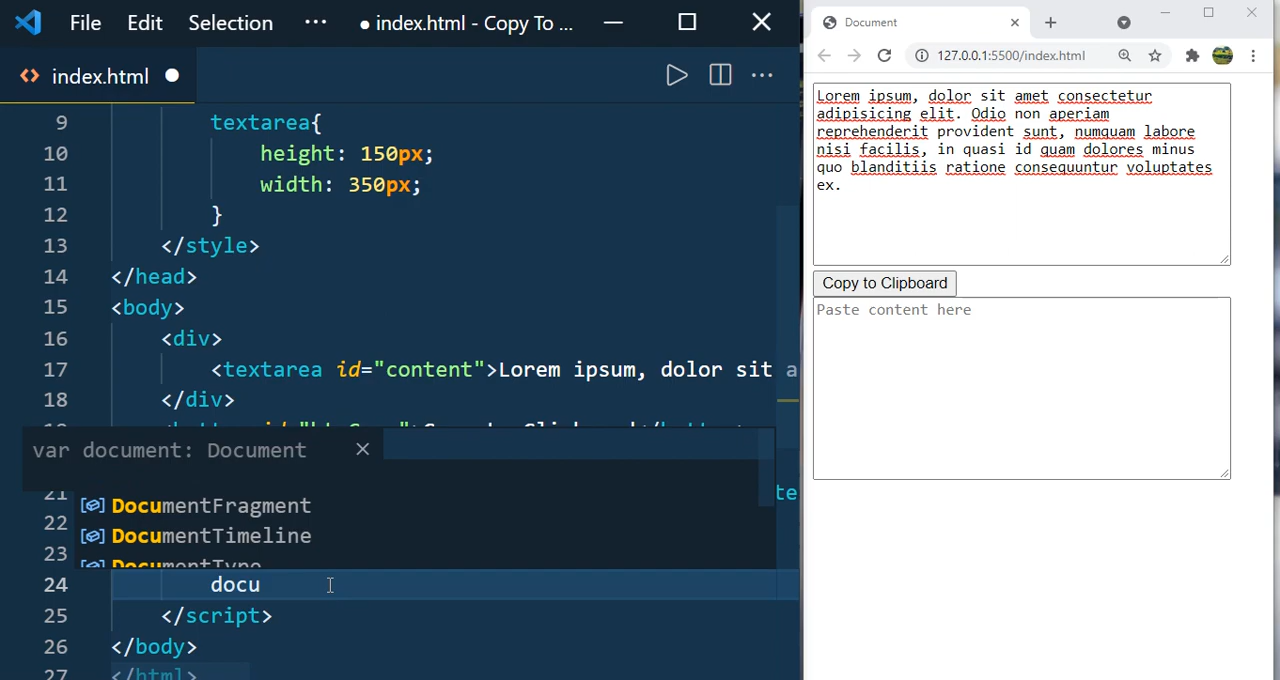 File Edit Selection ··· ● index.html - Copy To ...
index.html
9 textarea{
10 height: 150px;
11 width: 350px;
12 }
13 </style>
14 </head>
15 <body>
16 <div>
17 <textarea id="content">Lorem ipsum, dolor sit a
18 </div>
var document: Document
21
22 DocumentFragment
23 DocumentTimeline
DocumentType
24 docu
25 </script>
26 </body>
27 </html>
Document
127.0.0.1:5500/index.html
Lorem ipsum, dolor sit amet consectetur
adipisicing elit. Odio non aperiam
reprehenderit provident sunt, numquam labore
nisi facilis, in quasi id quam dolores minus
quo blanditiis ratione consequuntur voluptates
ex.
Copy to Clipboard
Paste content here